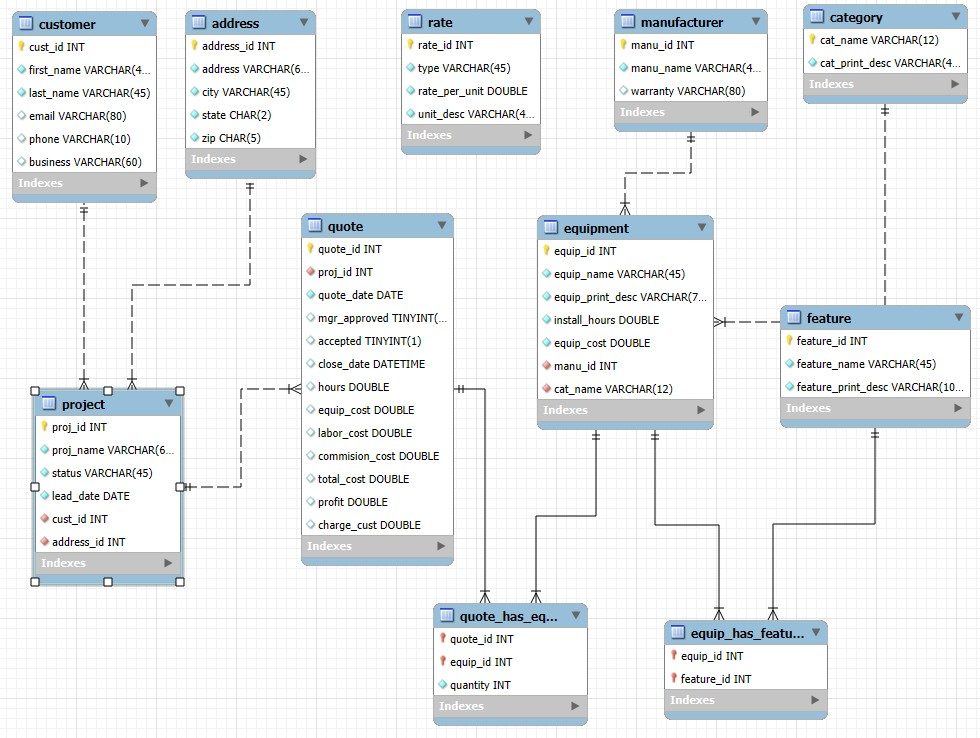 customer
cust_id INT
first_name VARCHAR(4...
last_name VARCHAR(45)
email VARCHAR(80)
phone VARCHAR(10)
business VARCHAR(60)
Indexes
address
address_id INT
address VARCHAR(6...
city VARCHAR(45)
state CHAR(2)
zip CHAR(5)
Indexes
rate
rate_id INT
type VARCHAR(45)
rate_per_unit DOUBLE
unit_desc VARCHAR(4...
Indexes
manufacturer
manu_id INT
manu_name VARCHAR(4...
warranty VARCHAR(80)
Indexes
category
cat_name VARCHAR(12)
cat_print_desc VARCHAR(4...
Indexes
quote
quote_id INT
proj_id INT
quote_date DATE
mgr_approved TINYINT(...
accepted TINYINT(1)
close_date DATETIME
hours DOUBLE
equip_cost DOUBLE
labor_cost DOUBLE
commision_cost DOUBLE
total_cost DOUBLE
profit DOUBLE
charge_cust DOUBLE
Indexes
equipment
equip_id INT
equip_name VARCHAR(45)
equip_print_desc VARCHAR(7...
install_hours DOUBLE
equip_cost DOUBLE
manu_id INT
cat_name VARCHAR(12)
Indexes
feature
feature_id INT
feature_name VARCHAR(45)
feature_print_desc VARCHAR(10...
Indexes
project
proj_id INT
proj_name VARCHAR(6...
status VARCHAR(45)
lead_date DATE
cust_id INT
address_id INT
Indexes
quote_has_eq...
quote_id INT
equip_id INT
quantity INT
Indexes
equip_has_featu...
equip_id INT
feature_id INT
Indexes